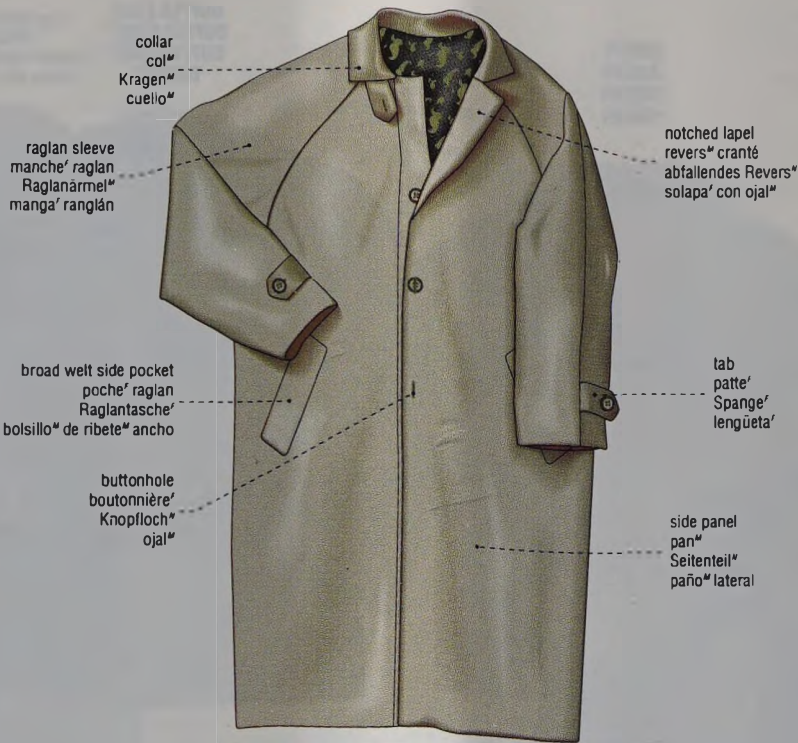 collar
colᴹ
Kragenᴹ
cuelloᴹ
raglan sleeve
mancheᶠ raglan
Raglanärmelᴹ
mangaᶠ ranglán
broad welt side pocket
pocheᶠ raglan
Raglantascheᶠ
bolsilloᴹ de ribeteᴹ ancho
buttonhole
boutonnièreᶠ
Knopflochᴹ
ojalᴹ
notched lapel
reversᴹ cranté
abfallendes Reversᴹ
solapaᶠ con ojalᴹ
tab
patteᶠ
Spangeᶠ
lengüetaᶠ
side panel
panᴹ
Seitenteilᴹ
pañoᴹ lateral